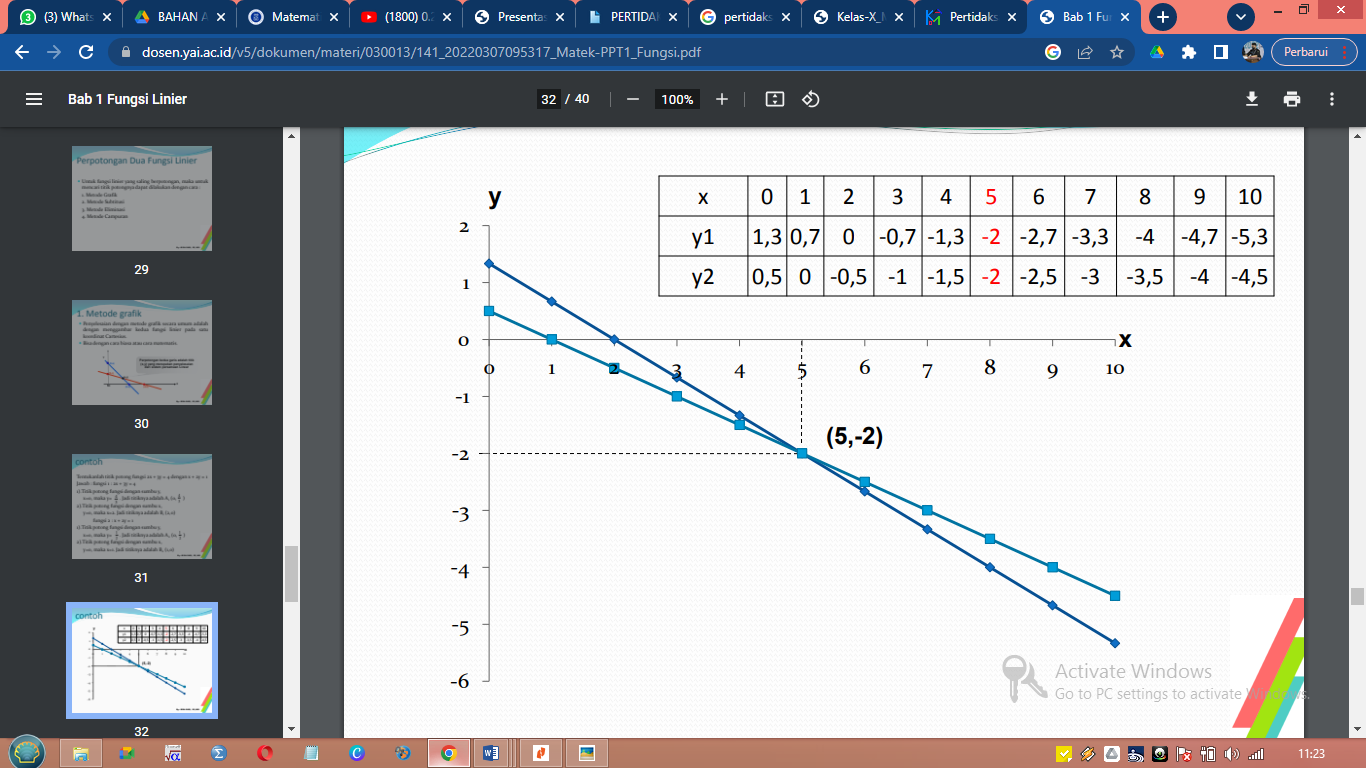 (3) Whats
BAHAN A
Matemat
(1800) 0.
Presentas
PERTIDA
pertidaks
Kelas-X_
Pertidaks
Bab 1 Fu
dosen.yai.ac.id/v5/dokumen/materi/030013/141_20220307095317_Matek-PPT1_Fungsi.pdf
Perbarui
Bab 1 Fungsi Linier
32 / 40
100%
Perpotongan Dua Fungsi Linier
1. Metode Grafik
29
1. Metode grafik
30
contoh
31
contoh
32
x 0 1 2 3 4 5 6 7 8 9 10
y1 1,3 0,7 0 -0,7 -1,3 -2 -2,7 -3,3 -4 -4,7 -5,3
y2 0,5 0 -0,5 -1 -1,5 -2 -2,5 -3 -3,5 -4 -4,5
y
2
1
0
x
0 1 2 3 4 5 6 7 8 9 10
-1
(5,-2)
-2
-3
-4
-5
-6
Activate Windows
Go to PC settings to activate Windows.
11:23